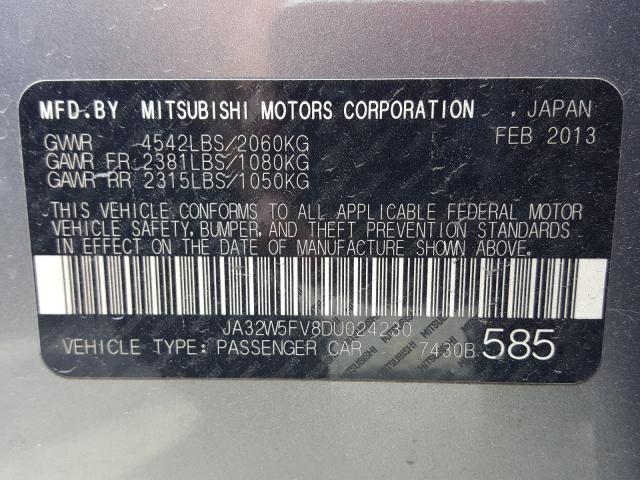 MFD.BY MITSUBISHI MOTORS CORPORATION , JAPAN
GVWR 4542LBS/2060KG FEB 2013
GAWR FR 2381LBS/1080KG
GAWR RR 2315LBS/1050KG
THIS VEHICLE CONFORMS TO ALL APPLICABLE FEDERAL MOTOR
VEHICLE SAFETY, BUMPER, AND THEFT PREVENTION STANDARDS
IN EFFECT ON THE DATE OF MANUFACTURE SHOWN ABOVE.
JA32W5FV8DU024230
VEHICLE TYPE: PASSENGER CAR 7430B 585